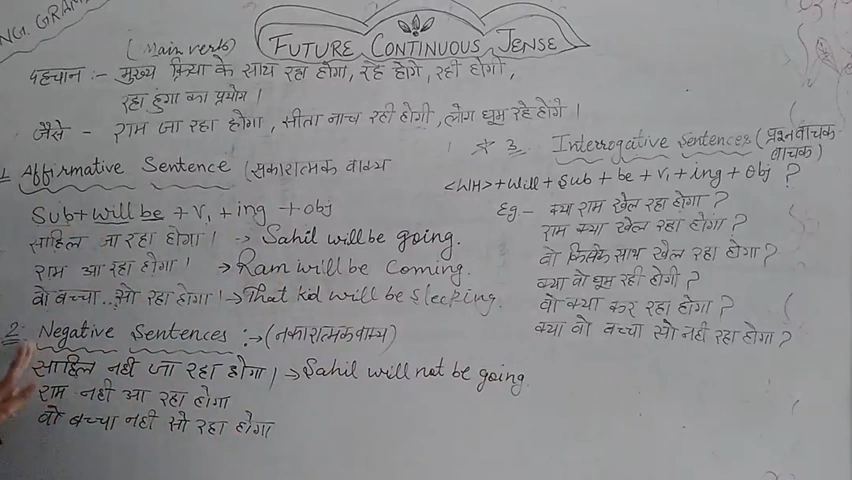 NG. GRAM
FUTURE CONTINUOUS TENSE
(Main verb)
पहचान :- मुख्य क्रिया के साथ रहा होगा, रहे होंगे, रही होगी,
रहा हुंगा का प्रयोग।
जैसे - राम जा रहा होगा, सीता नाच रही होगी, लोग घूम रहे होंगे।
1. Affirmative Sentence (सकारात्मक वाक्य
Sub + will be + V₁ + ing + obj
साहिल जा रहा होगा। → Sahil will be going.
राम आ रहा होगा। → Ram will be Coming.
वो बच्चा सो रहा होगा। → That kid will be Sleeking.
2. Negative Sentences :→ (नकारात्मक वाक्य)
साहिल नही जा रहा होगा। → Sahil will not be going.
राम नही आ रहा होगा
वो बच्चा नही सो रहा होगा
3. Interrogative Sentences (प्रश्नवाचक
वाचक)
<WH> + Will + Sub + be + V₁ + ing + Obj ?
Eg - क्या राम खेल रहा होगा ?
राम क्या खेल रहा होगा ?
वो किसके साथ खेल रहा होगा ?
क्या वो घूम रही होगी ?
वो क्या कर रहा होगा ?
क्या वो बच्चा सो नही रहा होगा ?